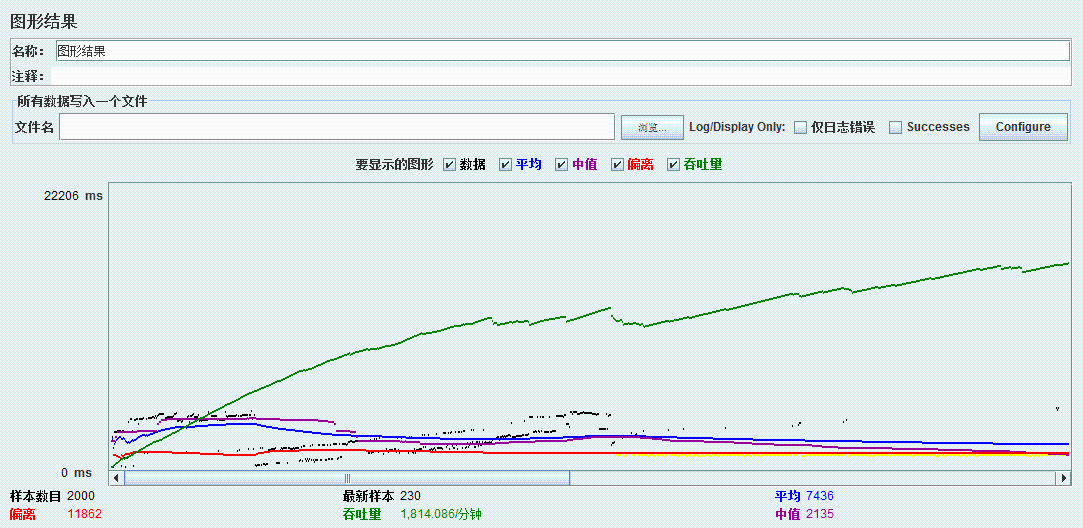 图形结果
名称： 图形结果
注释：
所有数据写入一个文件
文件名 浏览... Log/Display Only: 仅日志错误 Successes Configure
要显示的图形 数据 平均 中值 偏离 吞吐量
22206 ms
0 ms
样本数目 2000 最新样本 230 平均 7436
偏离 11862 吞吐量 1,814.086/分钟 中值 2135